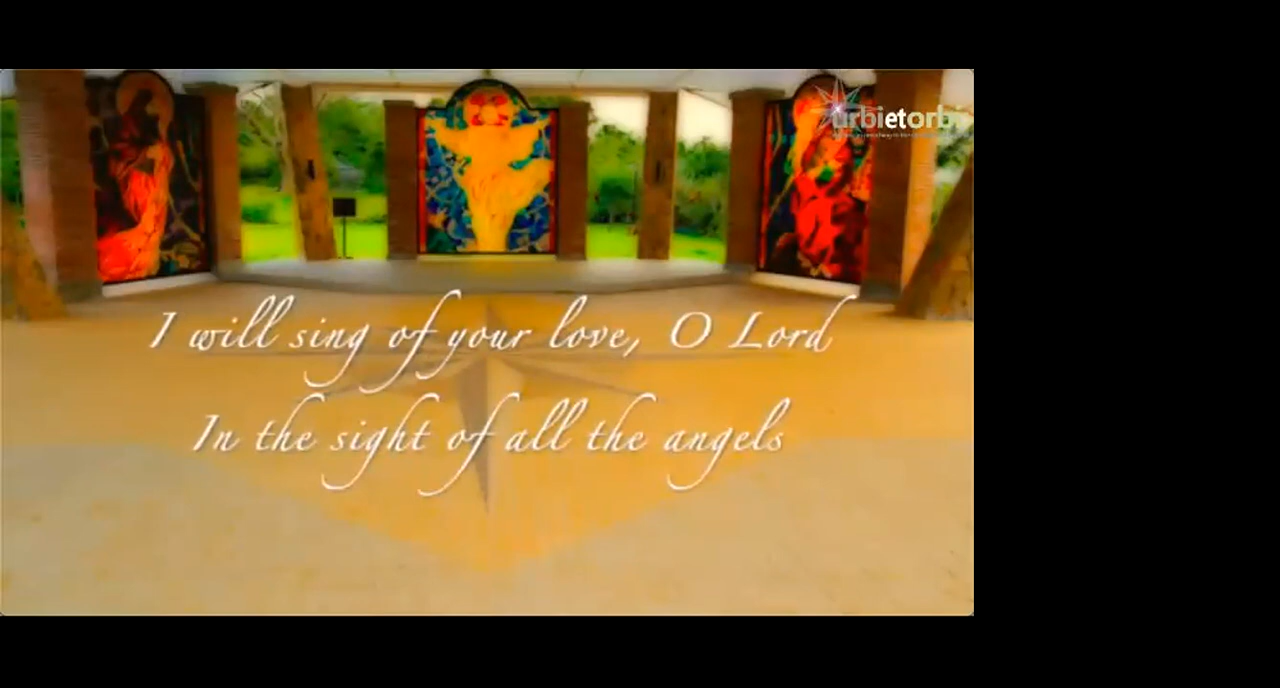 urbietorbi
I will sing of your love, O Lord
In the sight of all the angels